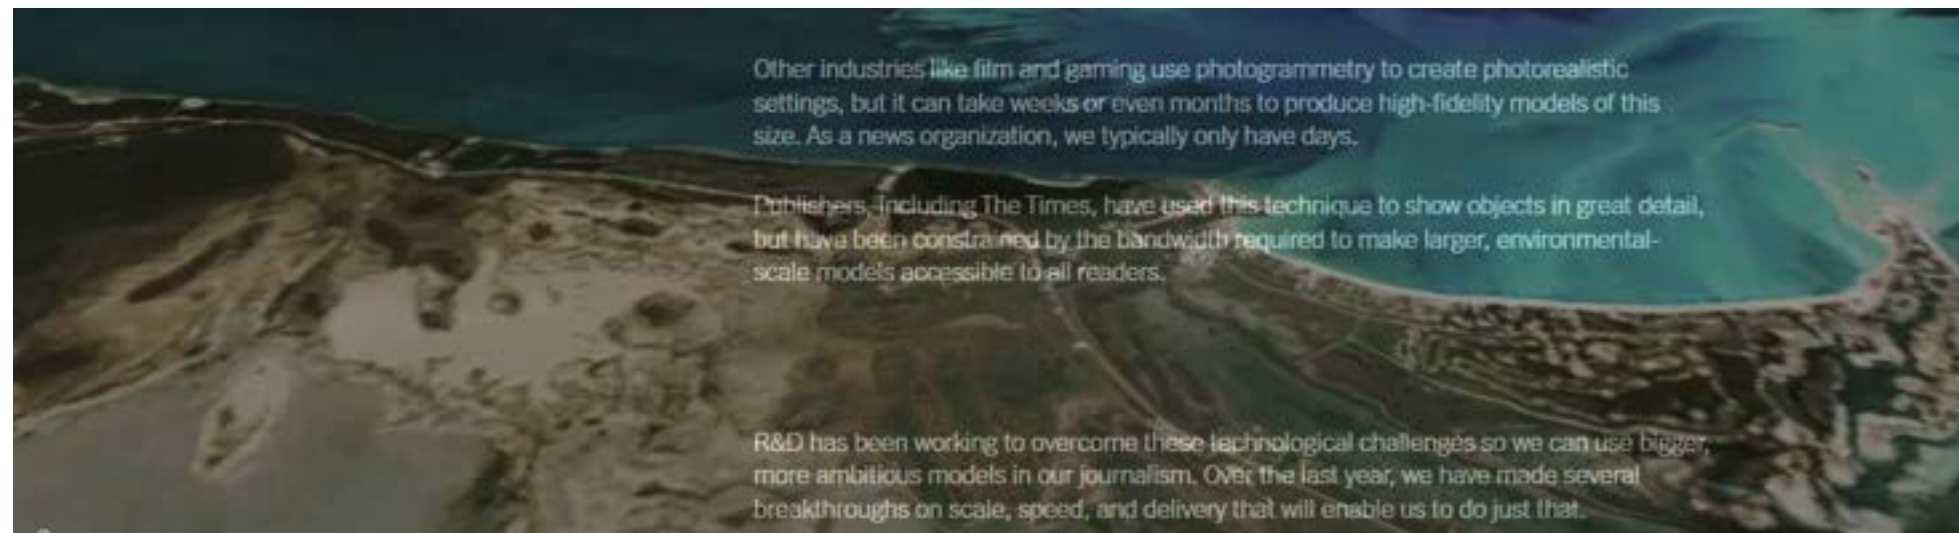 Other industries like film and gaming use photogrammetry to create photorealistic
settings, but it can take weeks or even months to produce high-fidelity models of this
size. As a news organization, we typically only have days.
Publishers, including The Times, have used this technique to show objects in great detail,
but have been constrained by the bandwidth required to make larger, environmental-
scale models accessible to all readers.
R&D has been working to overcome these technological challenges so we can use bigger,
more ambitious models in our journalism. Over the last year, we have made several
breakthroughs on scale, speed, and delivery that will enable us to do just that.